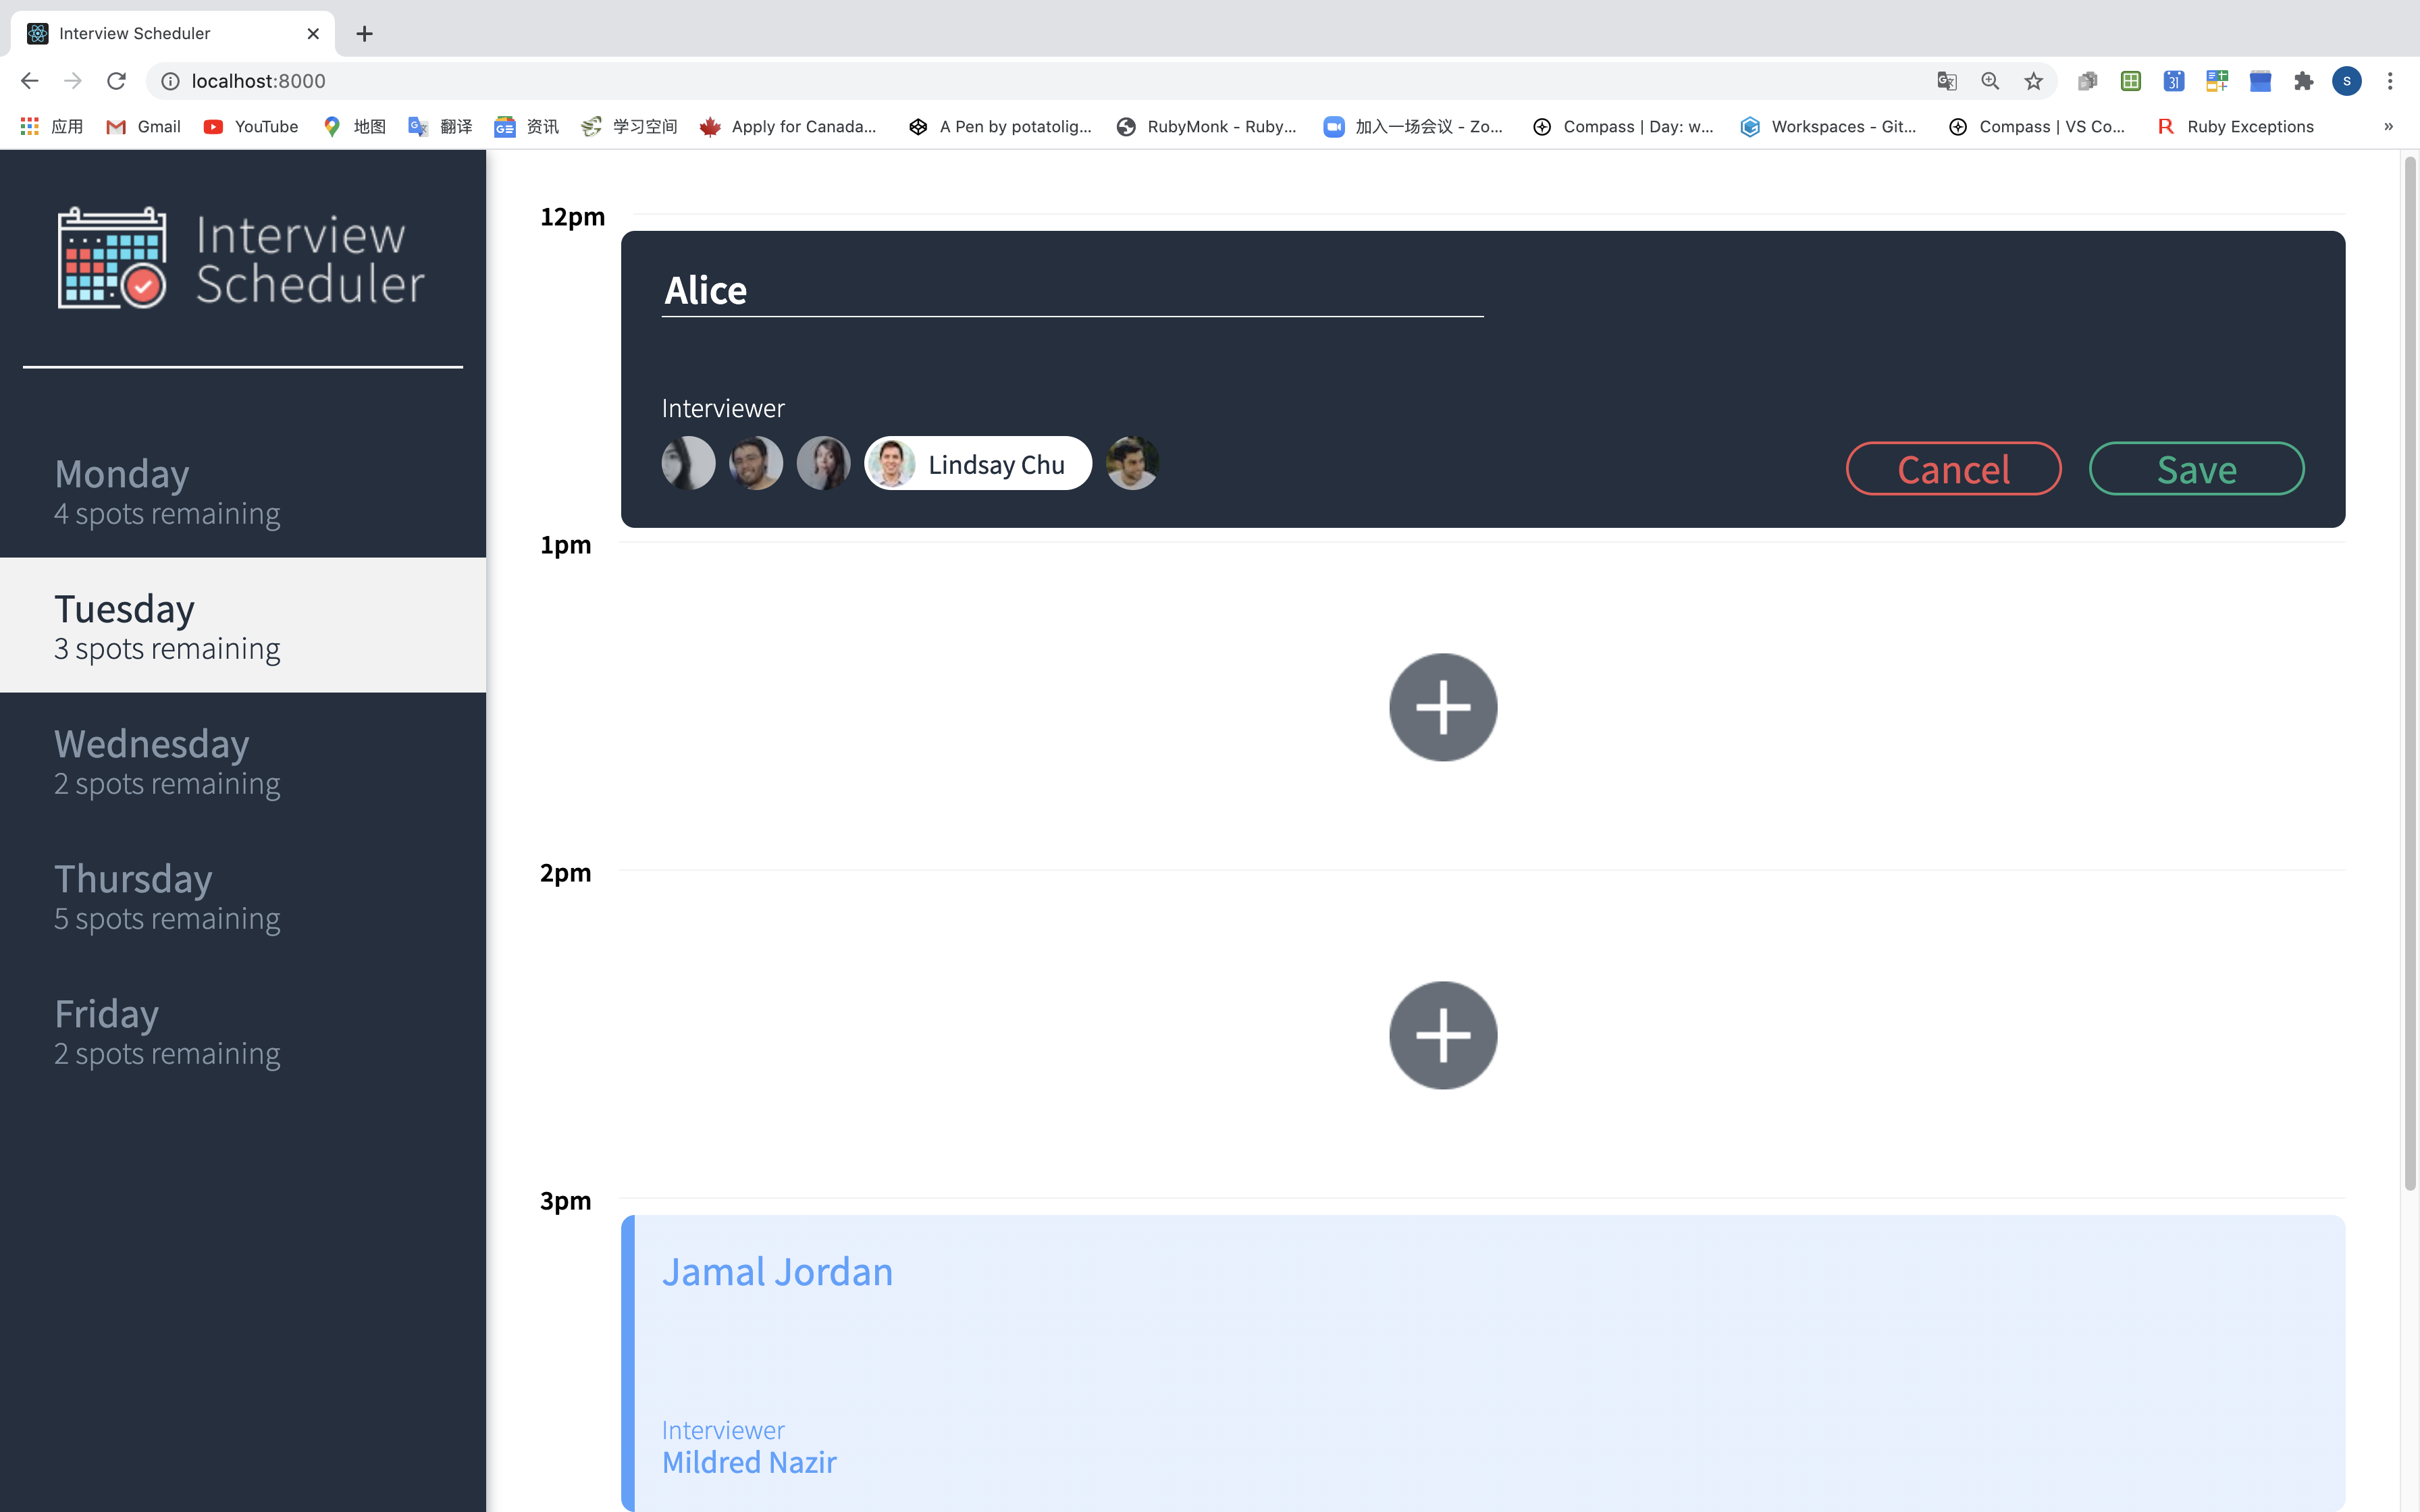 Interview Scheduler
localhost:8000
应用 Gmail YouTube 地图 翻译 资讯 学习空间 Apply for Canada... A Pen by potatolig... RubyMonk - Ruby... 加入一场会议 - Zo... Compass | Day: w... Workspaces - Git... Compass | VS Co... Ruby Exceptions »
Interview
Scheduler
Monday
4 spots remaining
Tuesday
3 spots remaining
Wednesday
2 spots remaining
Thursday
5 spots remaining
Friday
2 spots remaining
12pm
Alice
Interviewer
Lindsay Chu
Cancel Save
1pm
2pm
3pm
Jamal Jordan
Interviewer
Mildred Nazir
31
S